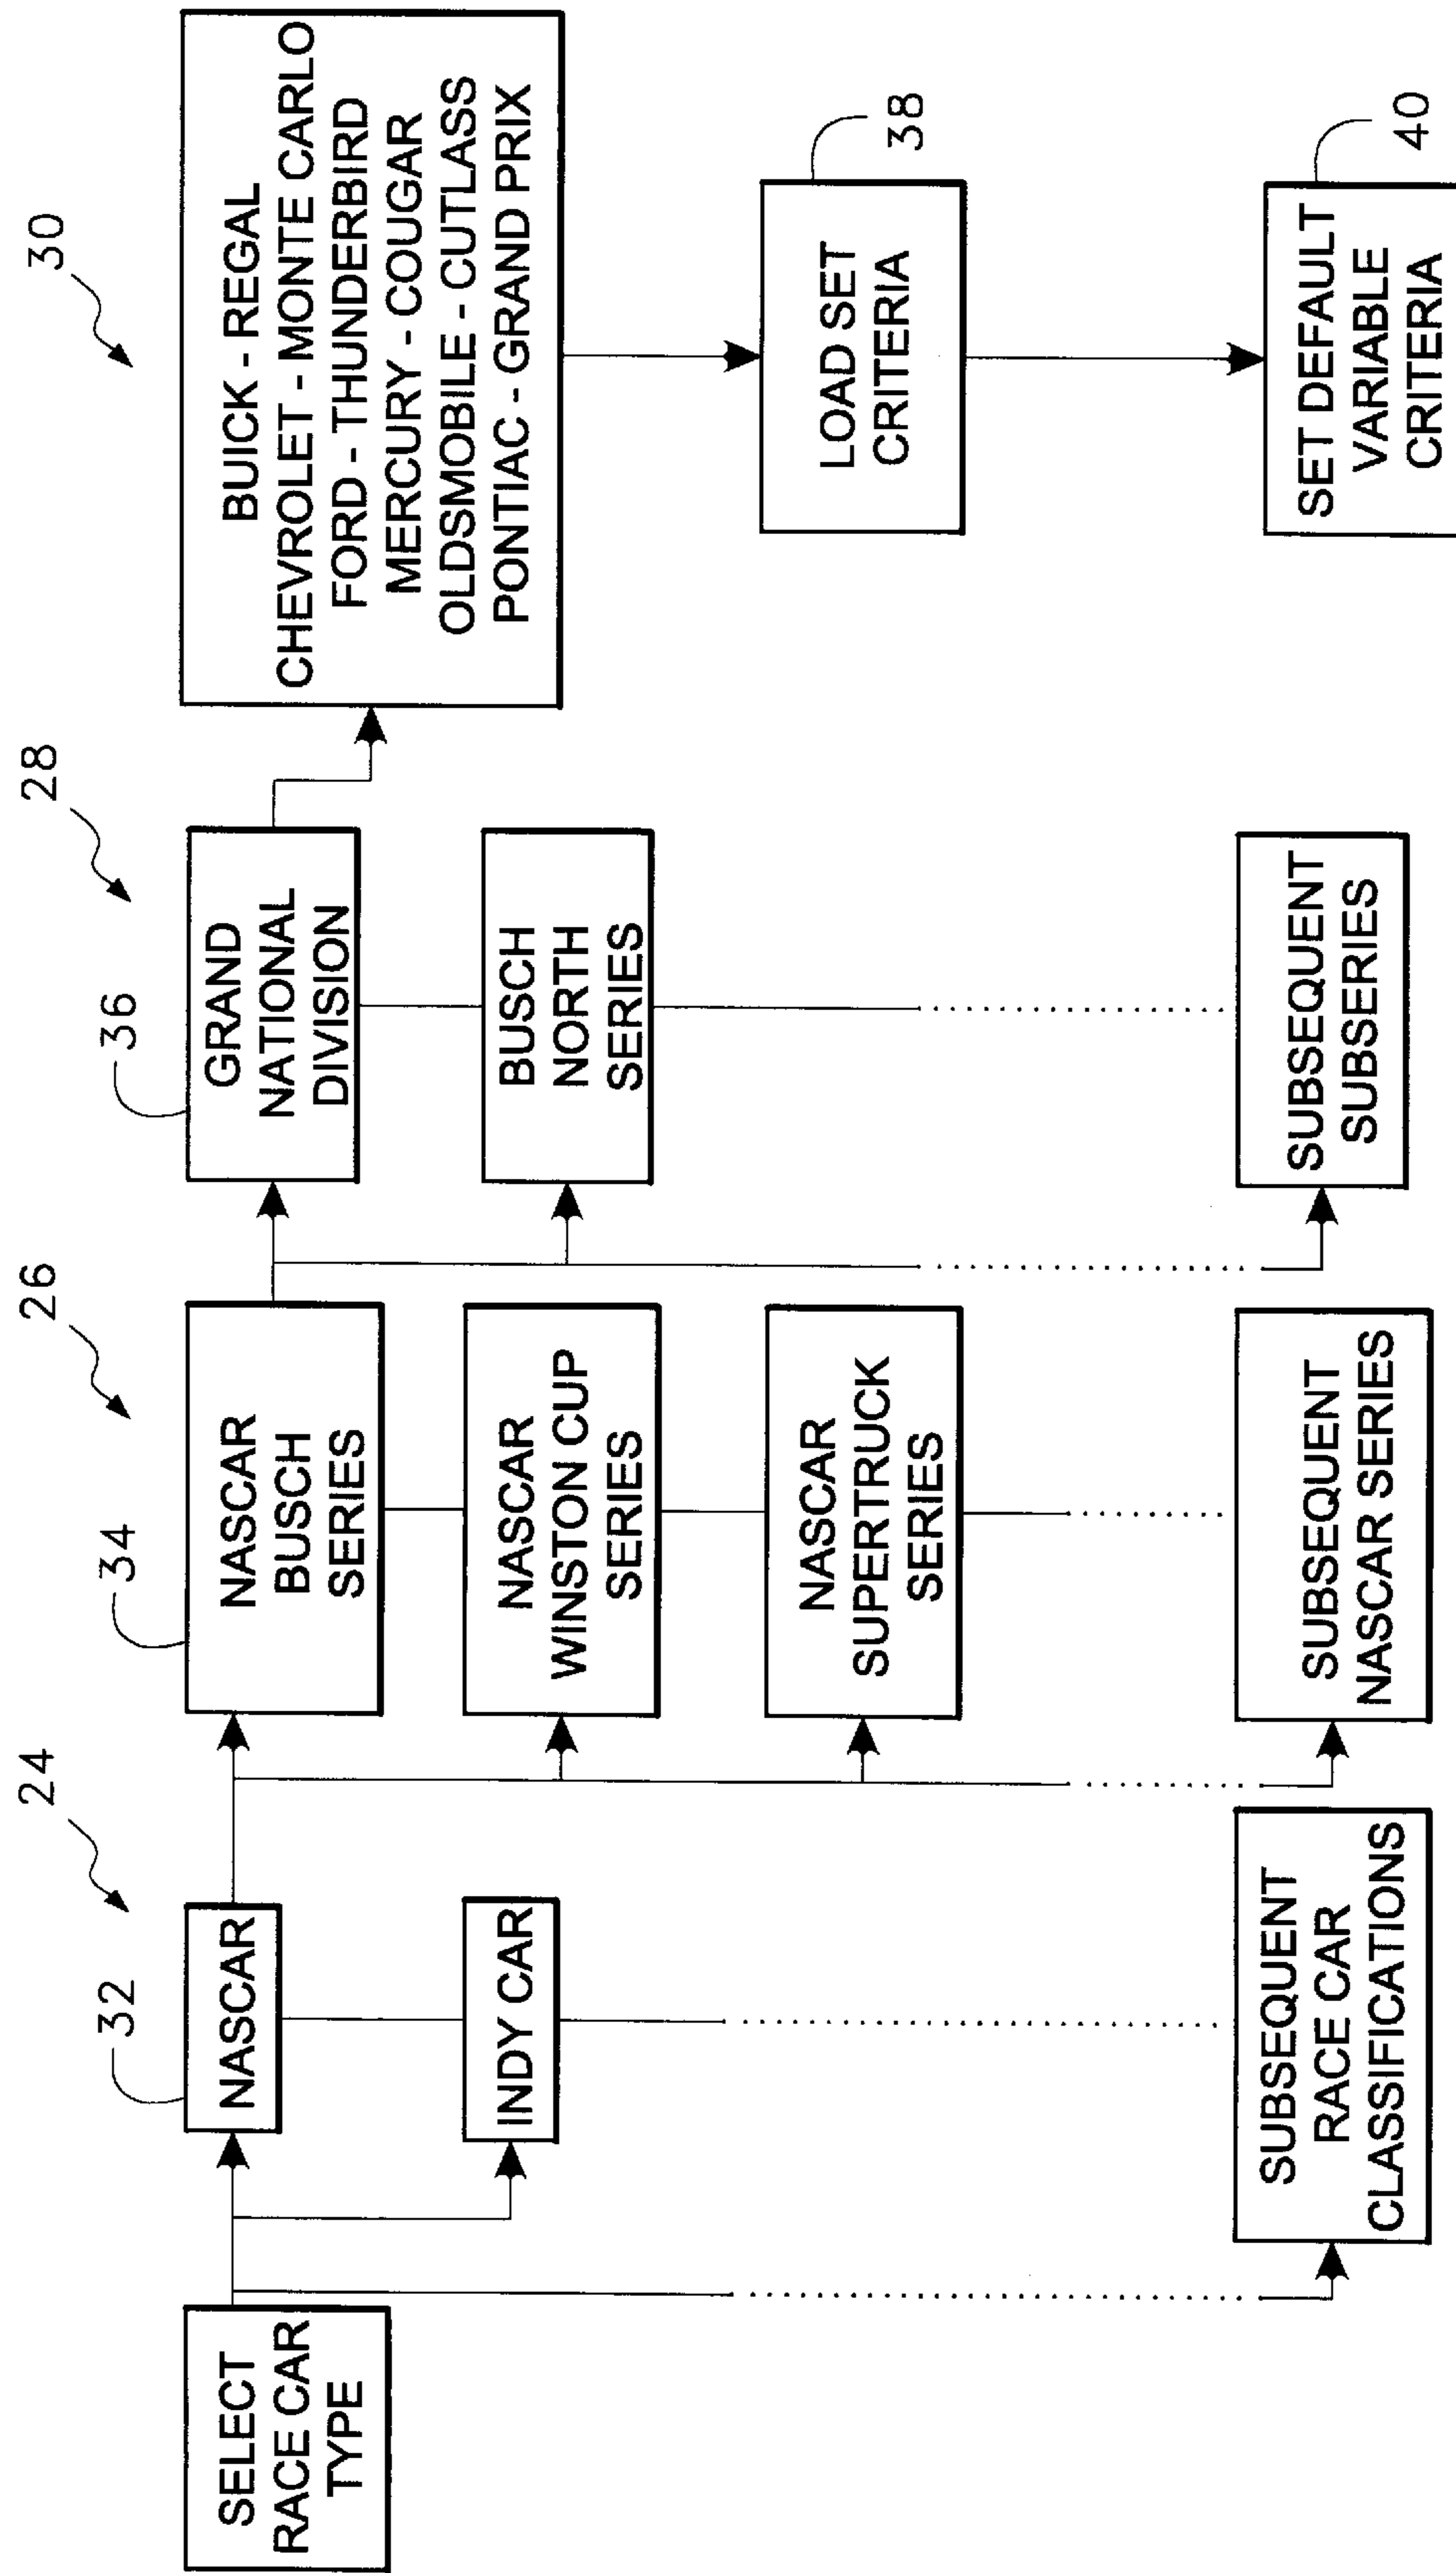 SELECT
RACE CAR
TYPE
24
32
NASCAR
INDY CAR
SUBSEQUENT
RACE CAR
CLASSIFICATIONS
26
34
NASCAR
BUSCH
SERIES
NASCAR
WINSTON CUP
SERIES
NASCAR
SUPERTRUCK
SERIES
SUBSEQUENT
NASCAR SERIES
28
36
GRAND
NATIONAL
DIVISION
BUSCH
NORTH
SERIES
SUBSEQUENT
SUBSERIES
30
BUICK - REGAL
CHEVROLET - MONTE CARLO
FORD - THUNDERBIRD
MERCURY - COUGAR
OLDSMOBILE - CUTLASS
PONTIAC - GRAND PRIX
LOAD SET
CRITERIA
38
SET DEFAULT
VARIABLE
CRITERIA
40